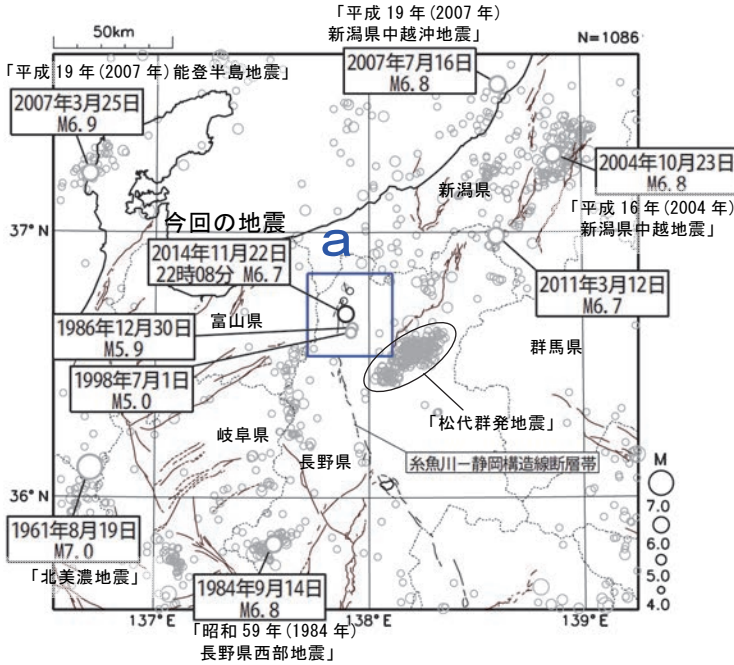 「平成 19 年(2007 年)
新潟県中越沖地震」
50km
N=1086
「平成 19 年(2007 年)能登半島地震」
2007年7月16日
M6.8
2007年3月25日
M6.9
2004年10月23日
M6.8
新潟県
「平成 16 年(2004 年)
新潟県中越地震」
37°N
今回の地震
a
2014年11月22日
22時08分 M6.7
2011年3月12日
M6.7
富山県
1986年12月30日
M5.9
群馬県
1998年7月1日
M5.0
「松代群発地震」
岐阜県
長野県
糸魚川－静岡構造線断層帯
M
7.0
6.0
5.0
4.0
36°N
1961年8月19日
M7.0
「北美濃地震」
1984年9月14日
M6.8
137°E
138°E
139°E
「昭和 59 年(1984 年)
長野県西部地震」